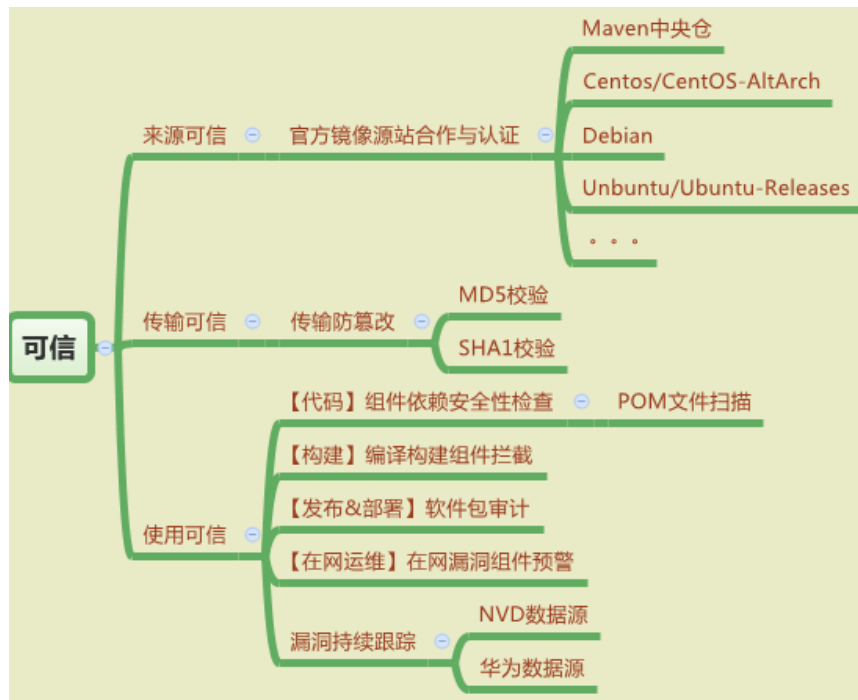 可信
来源可信
官方镜像源站合作与认证
Maven中央仓
Centos/CentOS-AltArch
Debian
Unbuntu/Ubuntu-Releases
。。。
传输可信
传输防篡改
MD5校验
SHA1校验
使用可信
【代码】组件依赖安全性检查
POM文件扫描
【构建】编译构建组件拦截
【发布&部署】软件包审计
【在网运维】在网漏洞组件预警
漏洞持续跟踪
NVD数据源
华为数据源